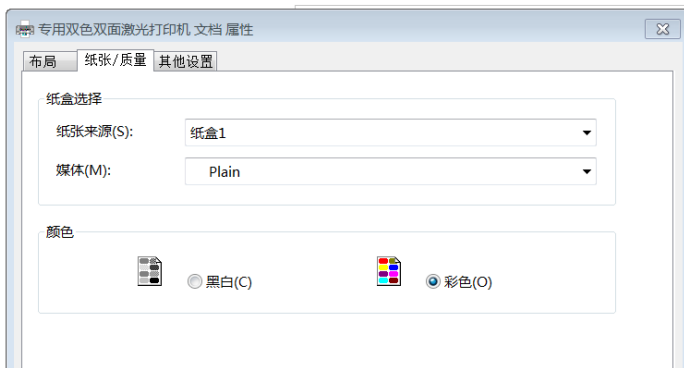 专用双色双面激光打印机 文档 属性
布局 纸张/质量 其他设置
纸盒选择
纸张来源(S): 纸盒1
媒体(M): Plain
颜色
黑白(C) 彩色(O)